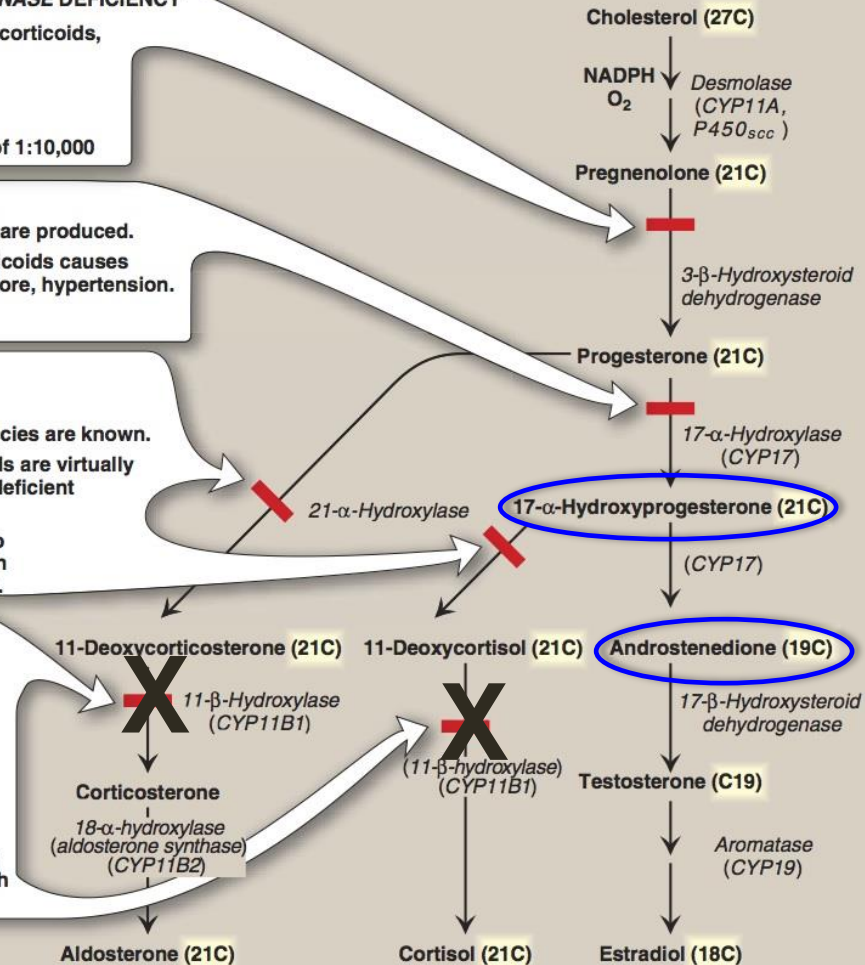 corticoids,
of 1:10,000
are produced.
coids causes
ore, hypertension.
cies are known.
ls are virtually
deficient
Cholesterol (27C)
NADPH
O₂
Desmolase
(CYP11A,
P450scc )
Pregnenolone (21C)
3-β-Hydroxysteroid
dehydrogenase
Progesterone (21C)
17-α-Hydroxylase
(CYP17)
21-α-Hydroxylase
17-α-Hydroxyprogesterone (21C)
(CYP17)
11-Deoxycorticosterone (21C)
11-Deoxycortisol (21C)
Androstenedione (19C)
X
11-β-Hydroxylase
(CYP11B1)
X
(11-β-hydroxylase)
(CYP11B1)
17-β-Hydroxysteroid
dehydrogenase
Corticosterone
Testosterone (C19)
18-α-hydroxylase
(aldosterone synthase)
(CYP11B2)
Aromatase
(CYP19)
Aldosterone (21C)
Cortisol (21C)
Estradiol (18C)